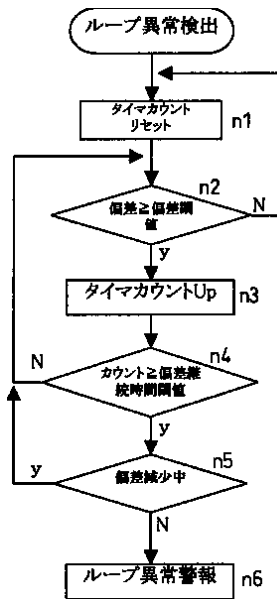 ループ異常検出
タイマカウント
リセット
n1
n2
偏差≧偏差閾
値
N
y
タイマカウントUp
n3
n4
カウント≧偏差継
続時間閾値
N
y
n5
偏差減少中
y
N
ループ異常警報
n6